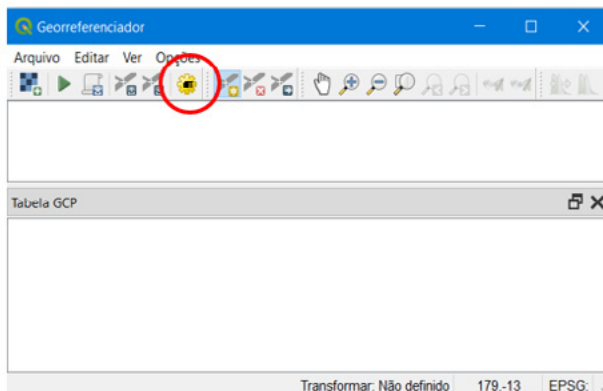 Georreferenciador
Arquivo Editar Ver Opções
Tabela GCP
Transformar: Não definido 179,-13 EPSG: